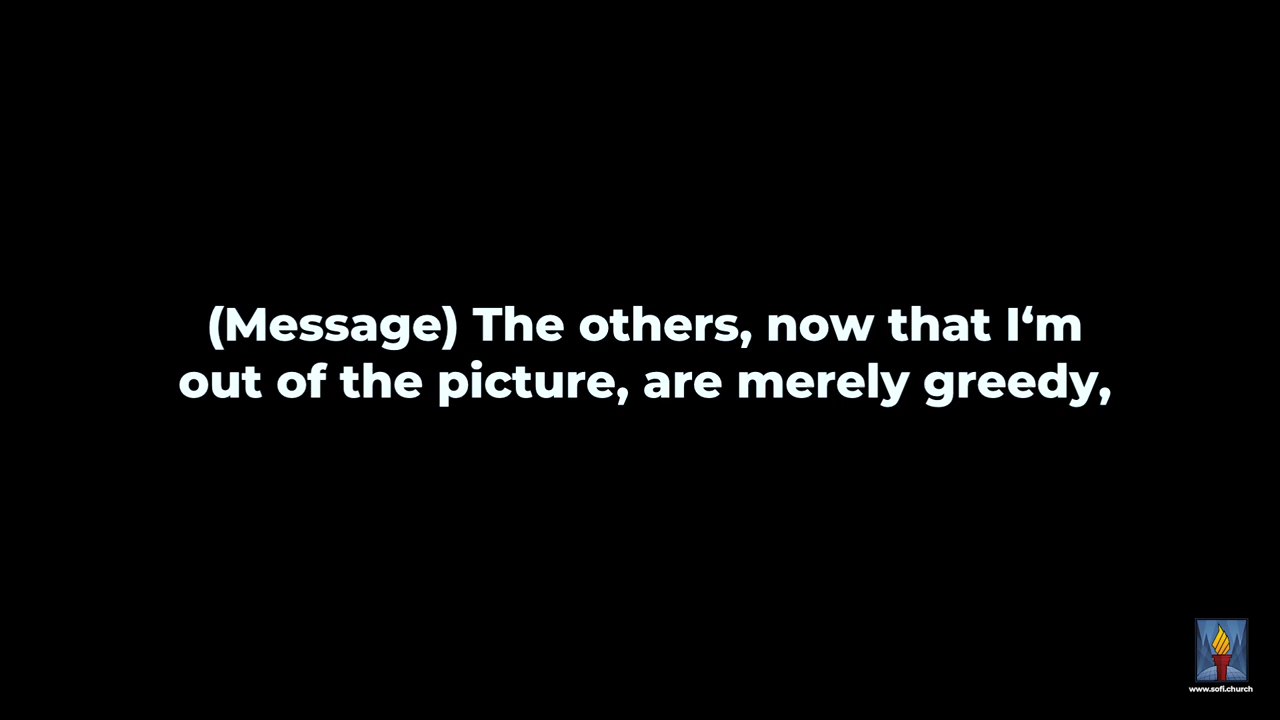 (Message) The others, now that I‘m
out of the picture, are merely greedy,
www.sofi.church